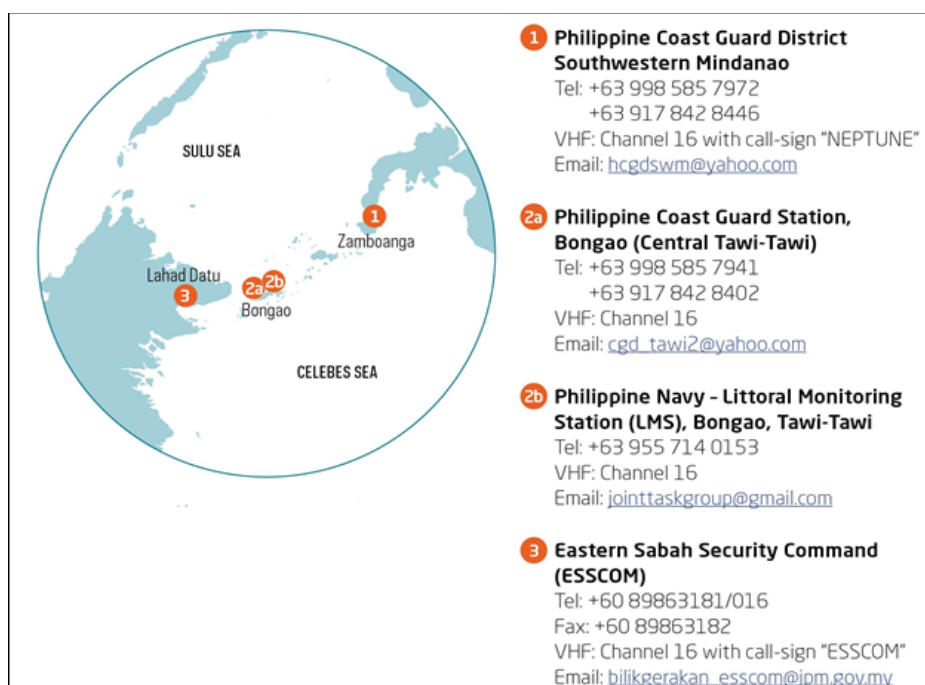 SULU SEA
1
Zamboanga
Lahad Datu
3
2a
2b
Bongao
CELEBES SEA
1 Philippine Coast Guard District
Southwestern Mindanao
Tel: +63 998 585 7972
+63 917 842 8446
VHF: Channel 16 with call-sign "NEPTUNE"
Email: hcgdswm@yahoo.com
2a Philippine Coast Guard Station,
Bongao (Central Tawi-Tawi)
Tel: +63 998 585 7941
+63 917 842 8402
VHF: Channel 16
Email: cgd_tawi2@yahoo.com
2b Philippine Navy - Littoral Monitoring
Station (LMS), Bongao, Tawi-Tawi
Tel: +63 955 714 0153
VHF: Channel 16
Email: jointtaskgroup@gmail.com
3 Eastern Sabah Security Command
(ESSCOM)
Tel: +60 89863181/016
Fax: +60 89863182
VHF: Channel 16 with call-sign "ESSCOM"
Email: bilikgerakan_esscom@jpm.gov.my